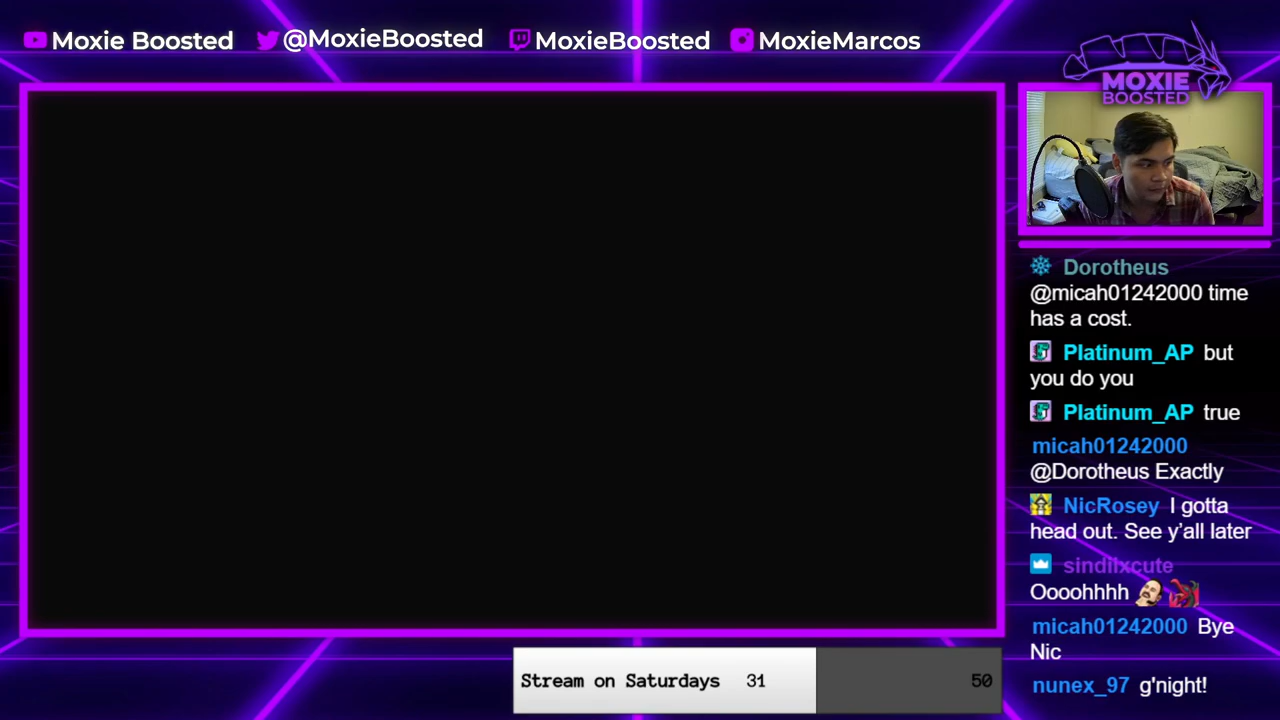 Moxie Boosted @MoxieBoosted MoxieBoosted MoxieMarcos
MOXIE
BOOSTED
Dorotheus
@micah01242000 time
has a cost.
Platinum_AP but
you do you
Platinum_AP true
micah01242000
@Dorotheus Exactly
NicRosey I gotta
head out. See y'all later
sindiixcute
Ooohhhh
micah01242000 Bye
Nic
nunex_97 g'night!
Stream on Saturdays 31 50